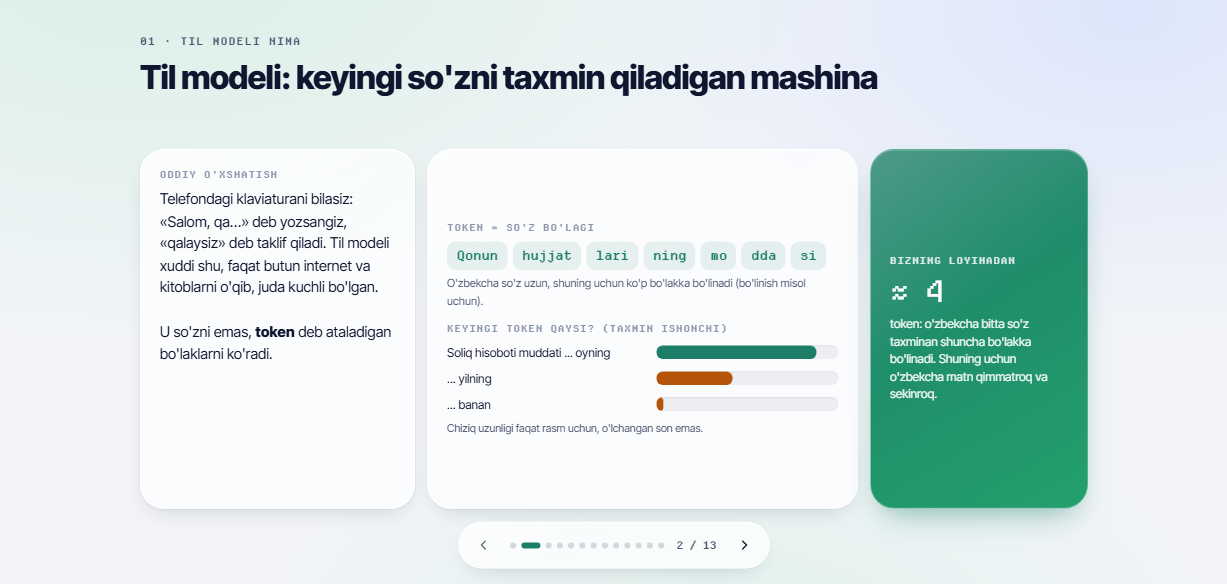 01 · TIL MODELI NIMA
Til modeli: keyingi so'zni taxmin qiladigan mashina
ODDIY O'XSHATISH
Telefondagi klaviaturani bilasiz:
«Salom, qa...» deb yozsangiz,
«qalaysiz» deb taklif qiladi. Til modeli
xuddi shu, faqat butun internet va
kitoblarni o'qib, juda kuchli bo'lgan.
U so'zni emas, token deb ataladigan
bo'laklarni ko'radi.
TOKEN = SO'Z BO'LAGI
Qonun hujjat lari ning mo dda si
O'zbekcha so'z uzun, shuning uchun ko'p bo'lakka bo'linadi (bo'linish misol
uchun).
KEYINGI TOKEN QAYSI? (TAXMIN ISHONCHI)
Soliq hisoboti muddati ... oyning
... yilning
... banan
Chiziq uzunligi faqat rasm uchun, o'lchangan son emas.
BIZNING LOYIHADAN
≈ 4
token: o'zbekcha bitta so'z
taxminan shuncha bo'lakka
bo'linadi. Shuning uchun
o'zbekcha matn qimmatroq va
sekinroq.
2 / 13